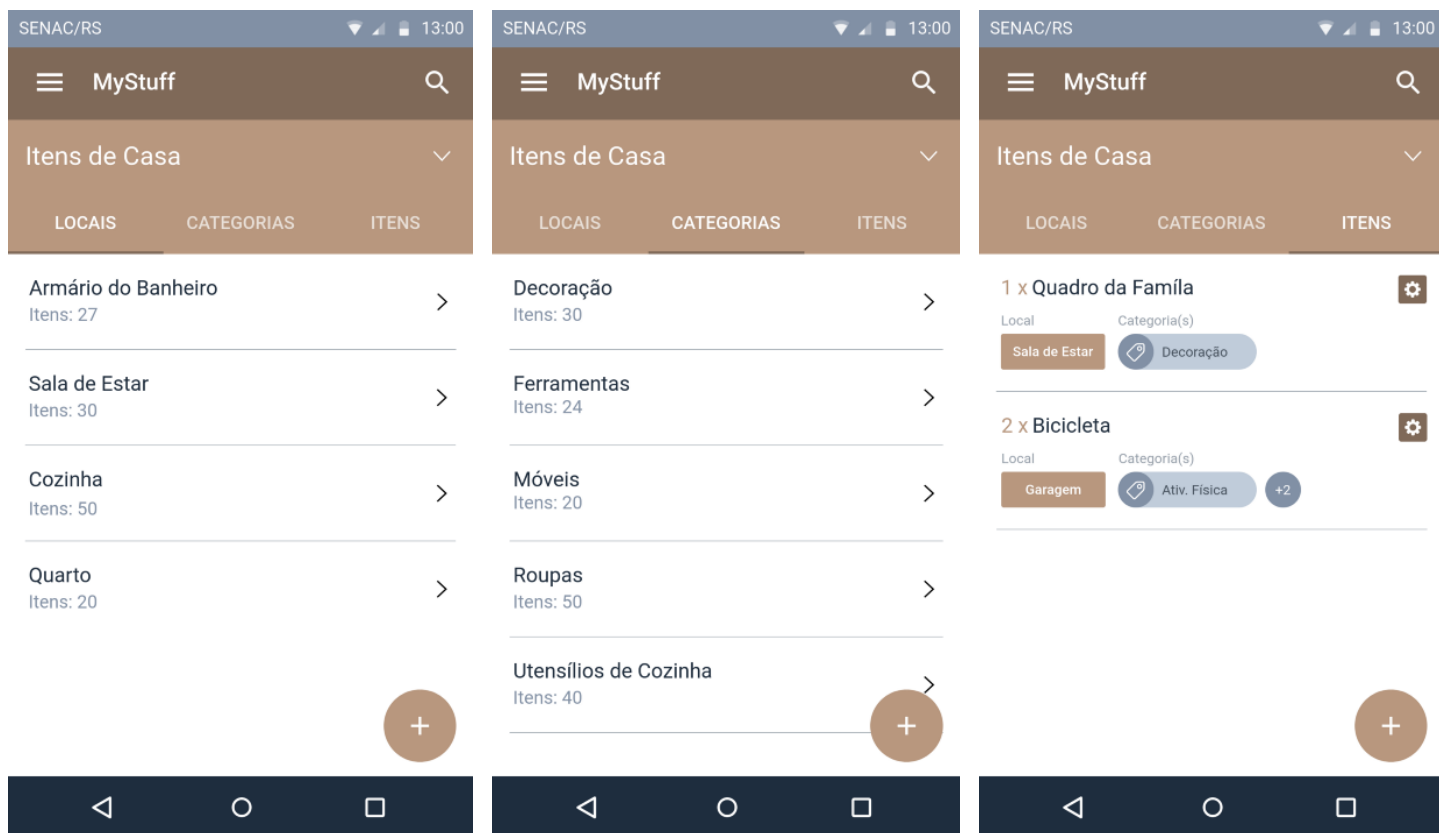 SENAC/RS 13:00
MyStuff
Itens de Casa
LOCAIS CATEGORIAS ITENS
Armário do Banheiro
Itens: 27
Sala de Estar
Itens: 30
Cozinha
Itens: 50
Quarto
Itens: 20
+
SENAC/RS 13:00
MyStuff
Itens de Casa
LOCAIS CATEGORIAS ITENS
Decoração
Itens: 30
Ferramentas
Itens: 24
Móveis
Itens: 20
Roupas
Itens: 50
Utensílios de Cozinha
Itens: 40
+
SENAC/RS 13:00
MyStuff
Itens de Casa
LOCAIS CATEGORIAS ITENS
1 x Quadro da Famíla
Local Categoria(s)
Sala de Estar Decoração
2 x Bicicleta
Local Categoria(s)
Garagem Ativ. Física +2
+